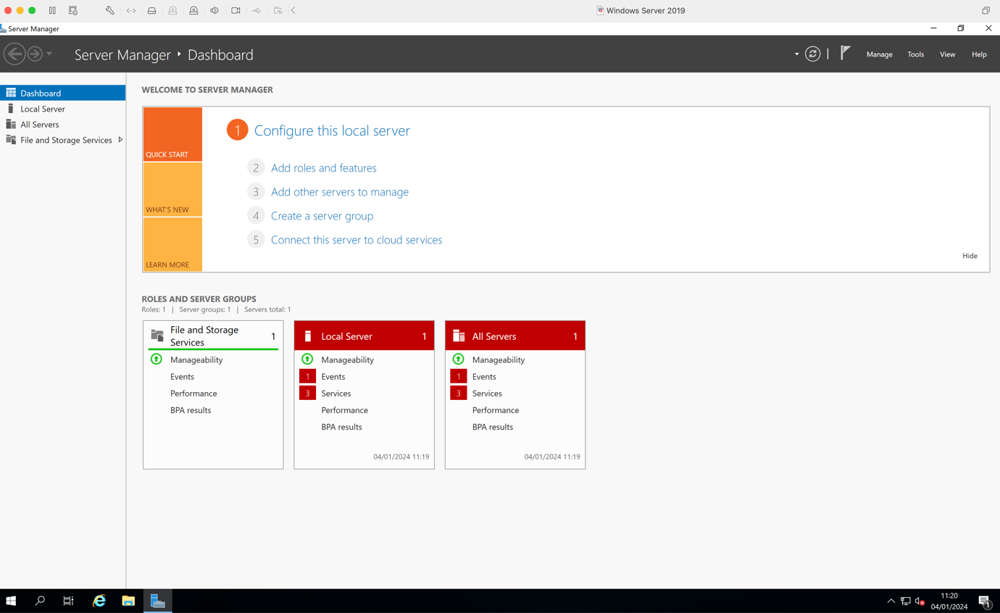 Windows Server 2019
Server Manager
Server Manager Dashboard
Manage Tools View Help
Dashboard
Local Server
All Servers
File and Storage Services
WELCOME TO SERVER MANAGER
QUICK START
WHAT'S NEW
LEARN MORE
1 Configure this local server
2 Add roles and features
3 Add other servers to manage
4 Create a server group
5 Connect this server to cloud services
Hide
ROLES AND SERVER GROUPS
Roles: 1 | Server groups: 1 | Servers total: 1
File and Storage
Services 1
Manageability
Events
Performance
BPA results
Local Server 1
Manageability
1 Events
3 Services
Performance
BPA results
04/01/2024 11:19
All Servers 1
Manageability
1 Events
3 Services
Performance
BPA results
04/01/2024 11:19
11:20
04/01/2024
1